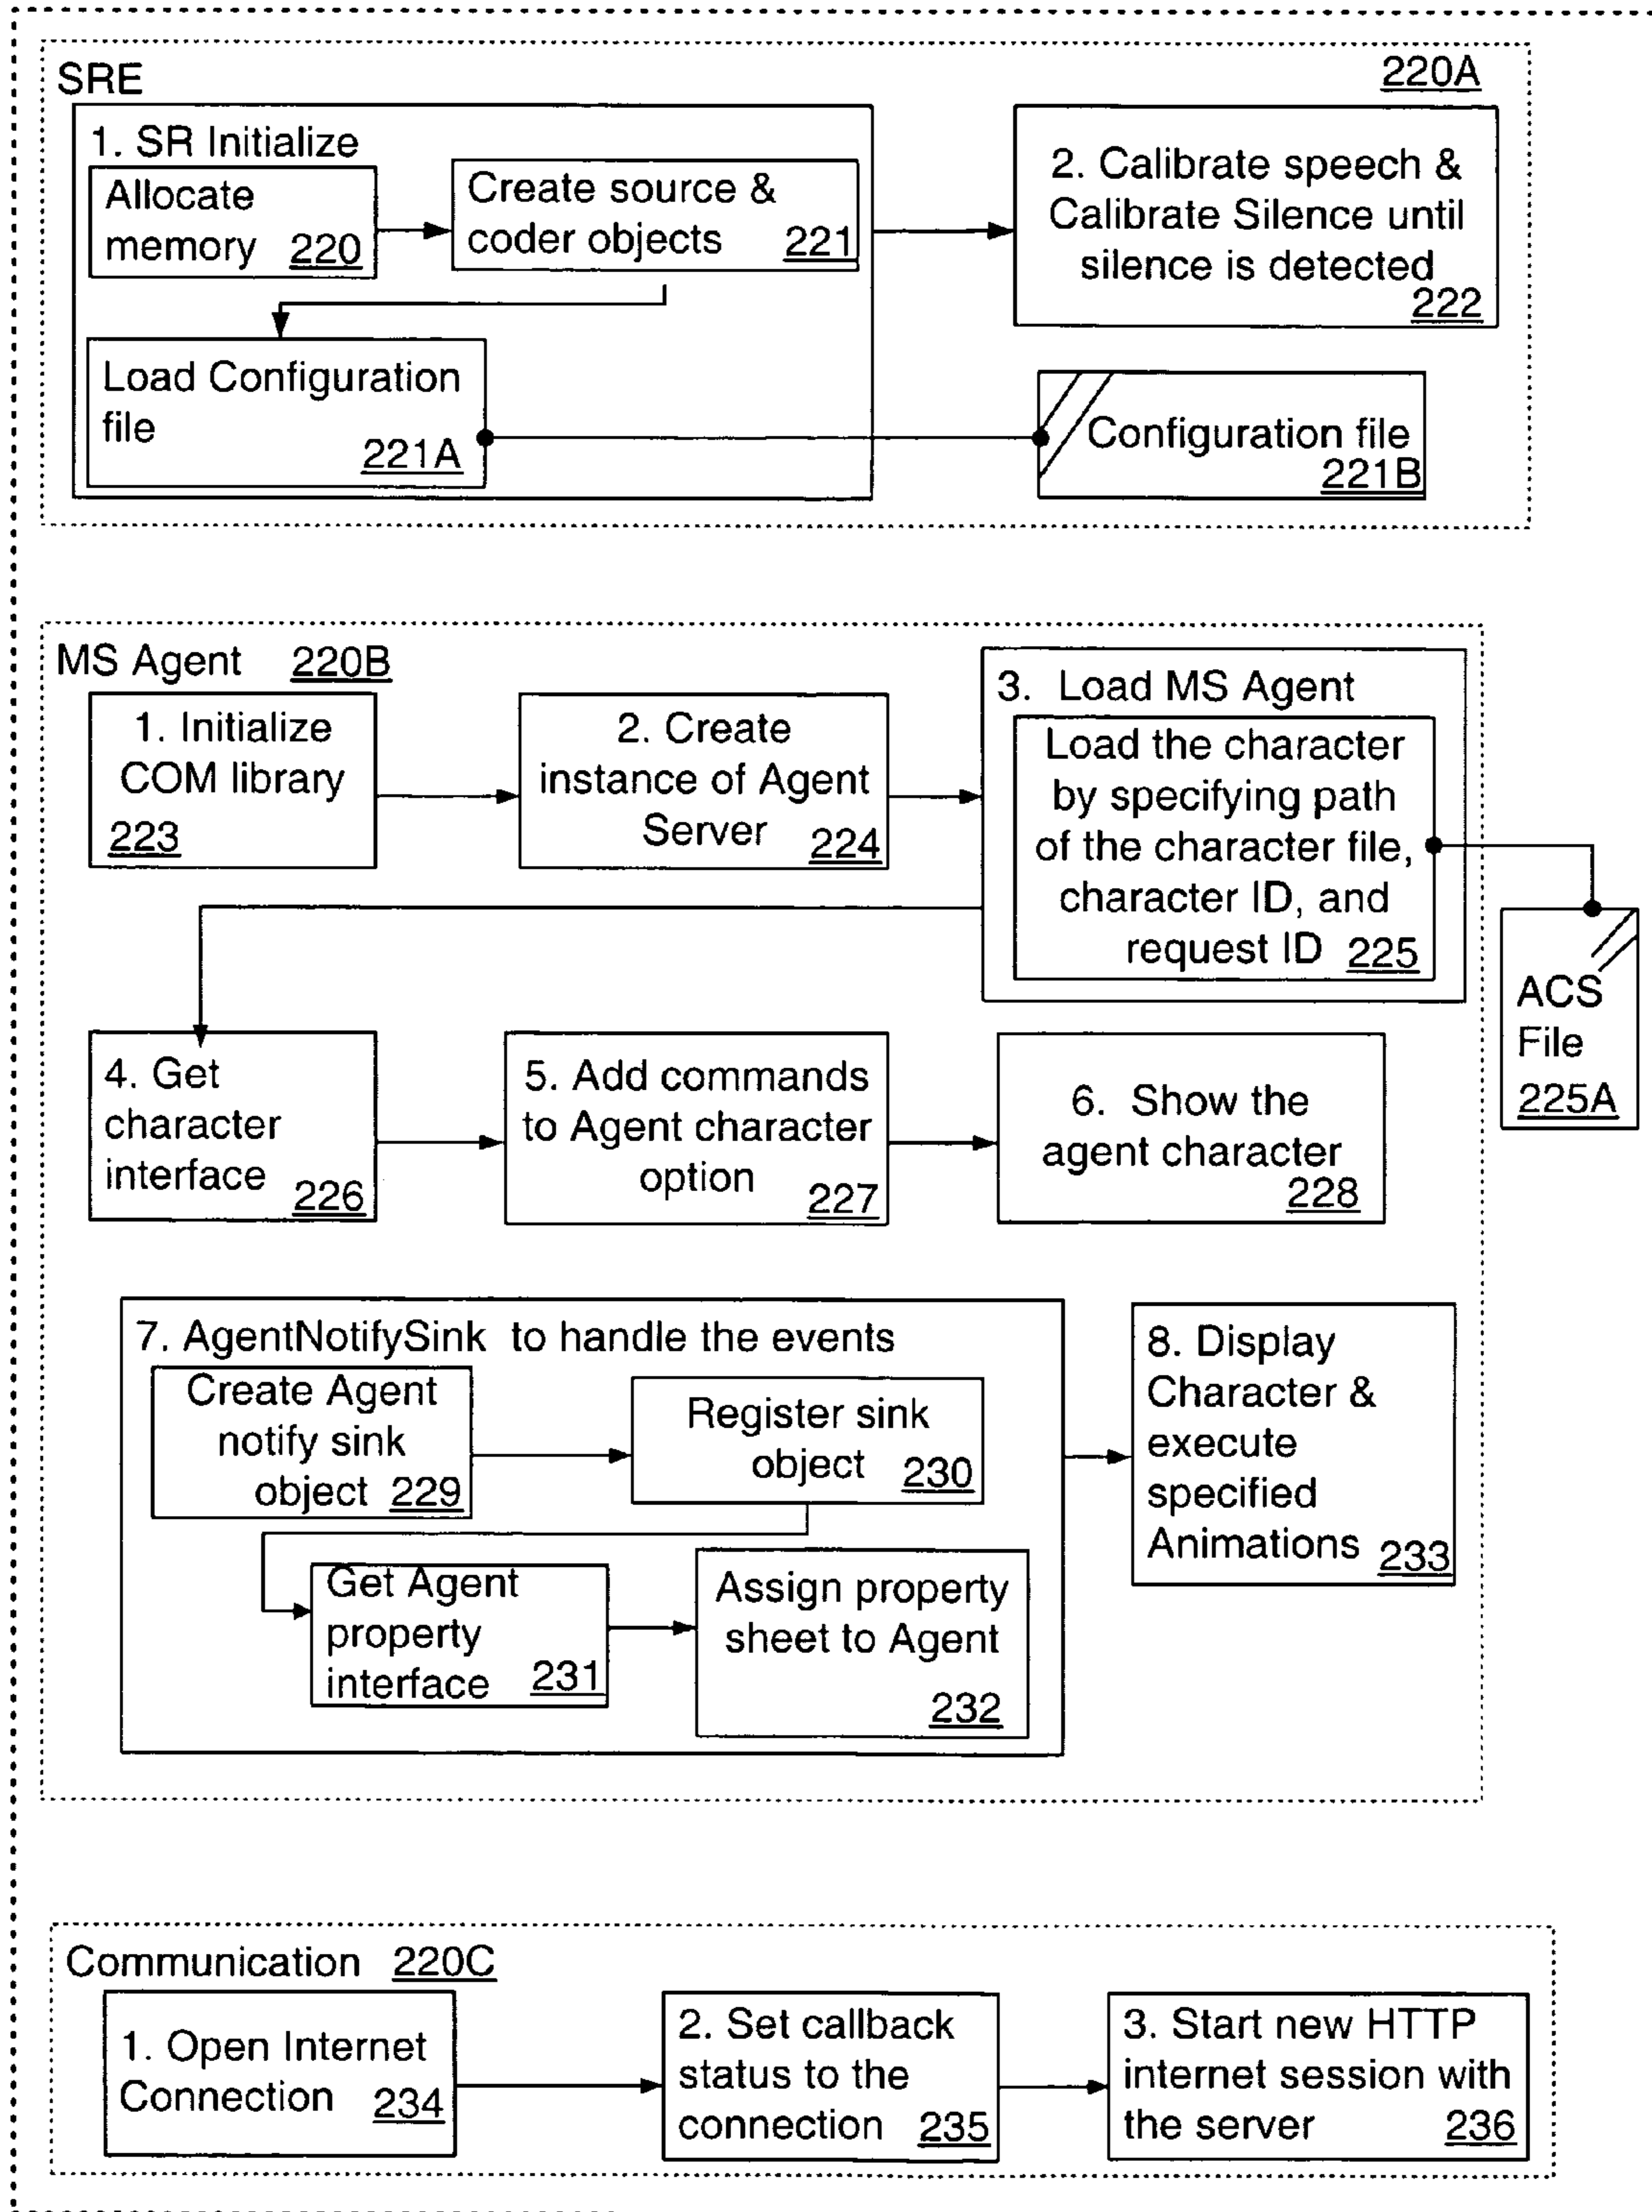 SRE
220A
1. SR Initialize
Allocate
memory 220
Create source &
coder objects 221
2. Calibrate speech &
Calibrate Silence until
silence is detected
222
Load Configuration
file
221A
Configuration file
221B
MS Agent 220B
1. Initialize
COM library
223
2. Create
instance of Agent
Server 224
3. Load MS Agent
Load the character
by specifying path
of the character file,
character ID, and
request ID 225
ACS
File
225A
4. Get
character
interface 226
5. Add commands
to Agent character
option 227
6. Show the
agent character
228
7. AgentNotifySink to handle the events
Create Agent
notify sink
object 229
Register sink
object 230
Get Agent
property
interface 231
Assign property
sheet to Agent
232
8. Display
Character &
execute
specified
Animations 233
Communication 220C
1. Open Internet
Connection 234
2. Set callback
status to the
connection 235
3. Start new HTTP
internet session with
the server 236